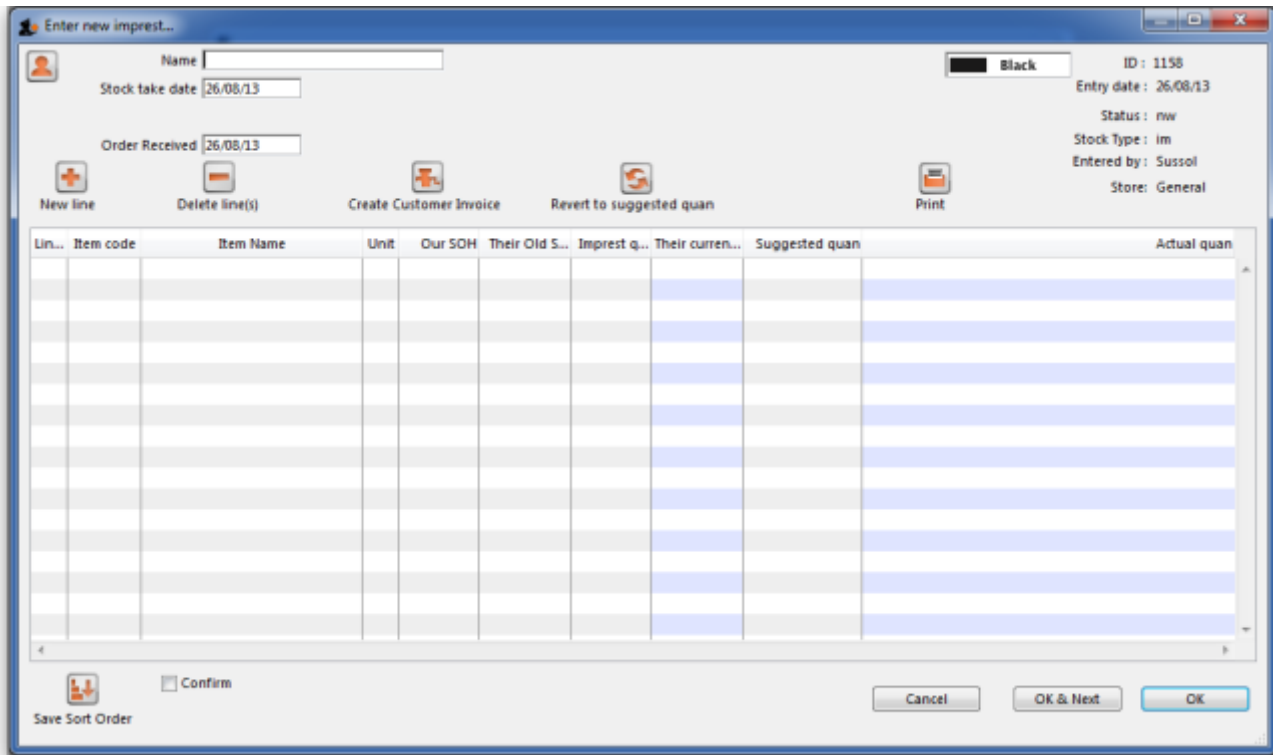 Enter new imprest...
Name
Black
ID : 1158
Stock take date 26/08/13
Entry date : 26/08/13
Status : nw
Order Received 26/08/13
Stock Type : im
Entered by : Sussol
Store: General
New line
Delete line(s)
Create Customer Invoice
Revert to suggested quan
Print
Lin... Item code Item Name Unit Our SOH Their Old S... Imprest q... Their curren... Suggested quan Actual quan
Confirm
Save Sort Order
Cancel
OK & Next
OK